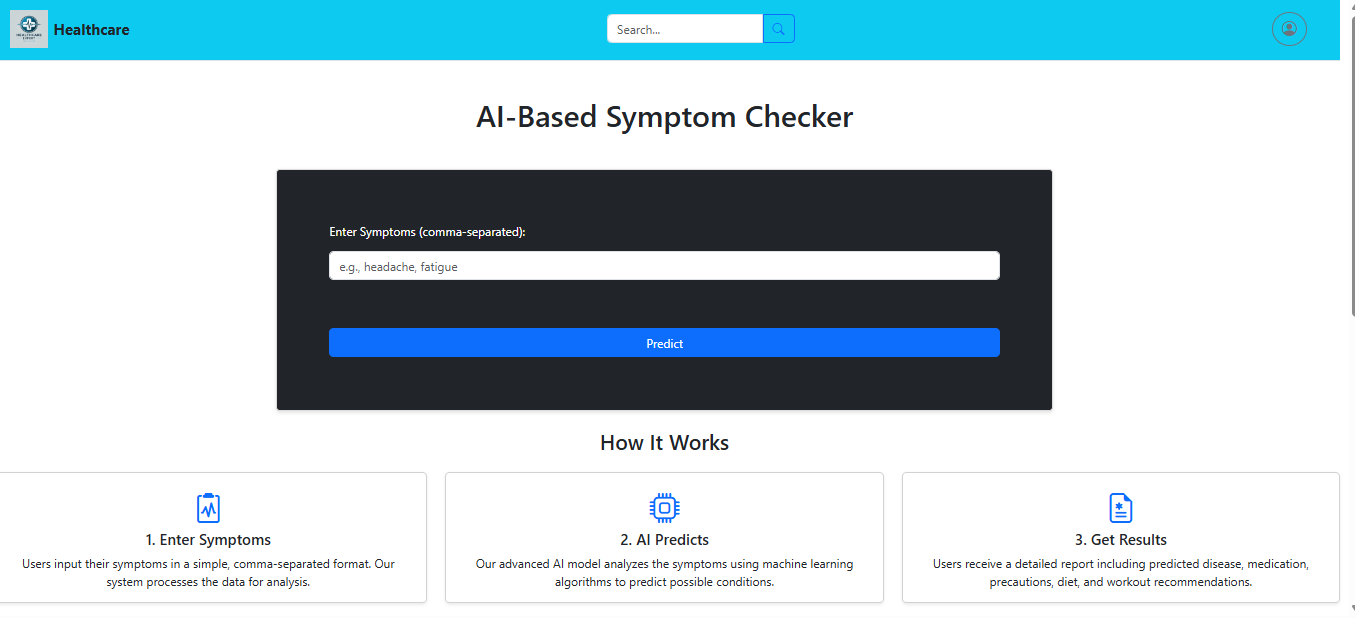 Healthcare
Search...
AI-Based Symptom Checker
Enter Symptoms (comma-separated):
e.g., headache, fatigue
Predict
How It Works
1. Enter Symptoms
Users input their symptoms in a simple, comma-separated format. Our
system processes the data for analysis.
2. AI Predicts
Our advanced AI model analyzes the symptoms using machine learning
algorithms to predict possible conditions.
3. Get Results
Users receive a detailed report including predicted disease, medication,
precautions, diet, and workout recommendations.